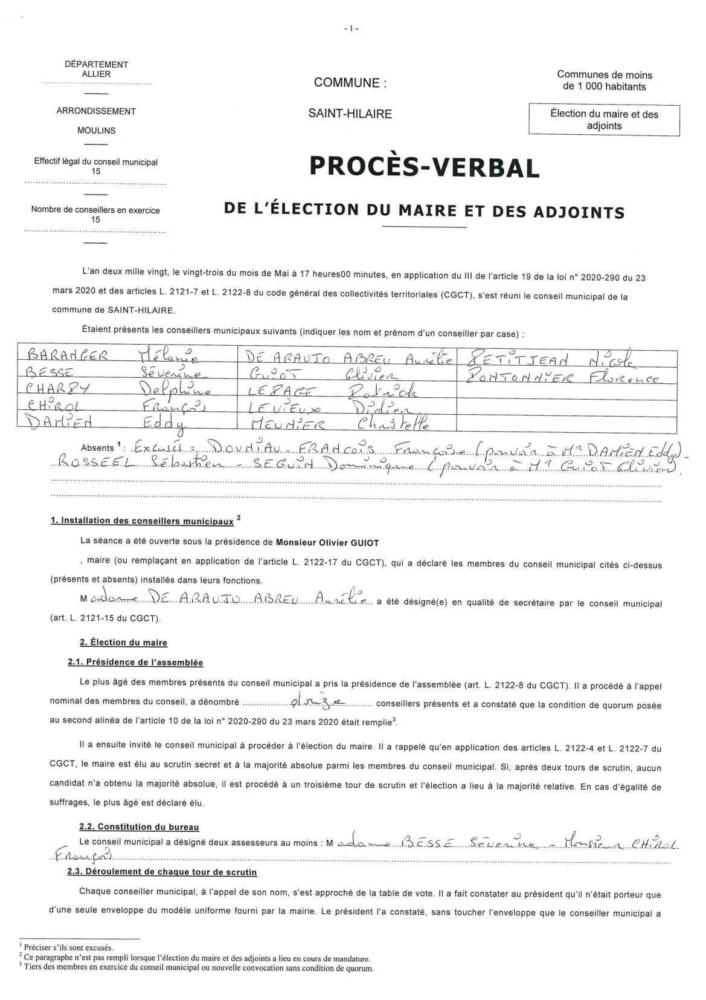 - 1 -
DÉPARTEMENT
ALLIER
ARRONDISSEMENT
MOULINS
Effectif légal du conseil municipal
15
Nombre de conseillers en exercice
15
COMMUNE :
SAINT-HILAIRE
Communes de moins
de 1 000 habitants
Élection du maire et des
adjoints
PROCÈS-VERBAL
DE L'ÉLECTION DU MAIRE ET DES ADJOINTS
L'an deux mille vingt, le vingt-trois du mois de Mai à 17 heures00 minutes, en application du III de l'article 19 de la loi n° 2020-290 du 23
mars 2020 et des articles L. 2121-7 et L. 2122-8 du code général des collectivités territoriales (CGCT), s'est réuni le conseil municipal de la
commune de SAINT-HILAIRE.
Étaient présents les conseillers municipaux suivants (indiquer les nom et prénom d'un conseiller par case) :
BARANGER Mélanie DE ARAUJO ABREU Aurélie PETITJEAN Nicole
BESSE Séverine GUIOT Olivier PONTONNIER Florence
CHARPY Delphine LEPAGE Patrick
CHIROL François LEVIEUX Didier
DAMIEN Eddy MEUNIER Christelle
Absents 1 : Excusés = DOUNIAU-FRANCOIS Françoise (pouvoir à Mr DAMIEN Eddy) -
ROSSEEL Sébastien - SEGUIN Dominique (pouvoir à Mr GUIOT Olivier).
1. Installation des conseillers municipaux 2
La séance a été ouverte sous la présidence de Monsieur Olivier GUIOT
, maire (ou remplaçant en application de l'article L. 2122-17 du CGCT), qui a déclaré les membres du conseil municipal cités ci-dessus
(présents et absents) installés dans leurs fonctions.
Madame DE ARAUJO ABREU Aurélie a été désigné(e) en qualité de secrétaire par le conseil municipal
(art. L. 2121-15 du CGCT).
2. Élection du maire
2.1. Présidence de l'assemblée
Le plus âgé des membres présents du conseil municipal a pris la présidence de l'assemblée (art. L. 2122-8 du CGCT). Il a procédé à l'appel
nominal des membres du conseil, a dénombré douze conseillers présents et a constaté que la condition de quorum posée
au second alinéa de l'article 10 de la loi n° 2020-290 du 23 mars 2020 était remplie3.
Il a ensuite invité le conseil municipal à procéder à l'élection du maire. Il a rappelé qu'en application des articles L. 2122-4 et L. 2122-7 du
CGCT, le maire est élu au scrutin secret et à la majorité absolue parmi les membres du conseil municipal. Si, après deux tours de scrutin, aucun
candidat n'a obtenu la majorité absolue, il est procédé à un troisième tour de scrutin et l'élection a lieu à la majorité relative. En cas d'égalité de
suffrages, le plus âgé est déclaré élu.
2.2. Constitution du bureau
Le conseil municipal a désigné deux assesseurs au moins : Madame BESSE Séverine - Monsieur CHIROL
François
2.3. Déroulement de chaque tour de scrutin
Chaque conseiller municipal, à l'appel de son nom, s'est approché de la table de vote. Il a fait constater au président qu'il n'était porteur que
d'une seule enveloppe du modèle uniforme fourni par la mairie. Le président l'a constaté, sans toucher l'enveloppe que le conseiller municipal a
1 Préciser s'ils sont excusés.
2 Ce paragraphe n'est pas rempli lorsque l'élection du maire et des adjoints a lieu en cours de mandature.
3 Tiers des membres en exercice du conseil municipal ou nouvelle convocation sans condition de quorum.